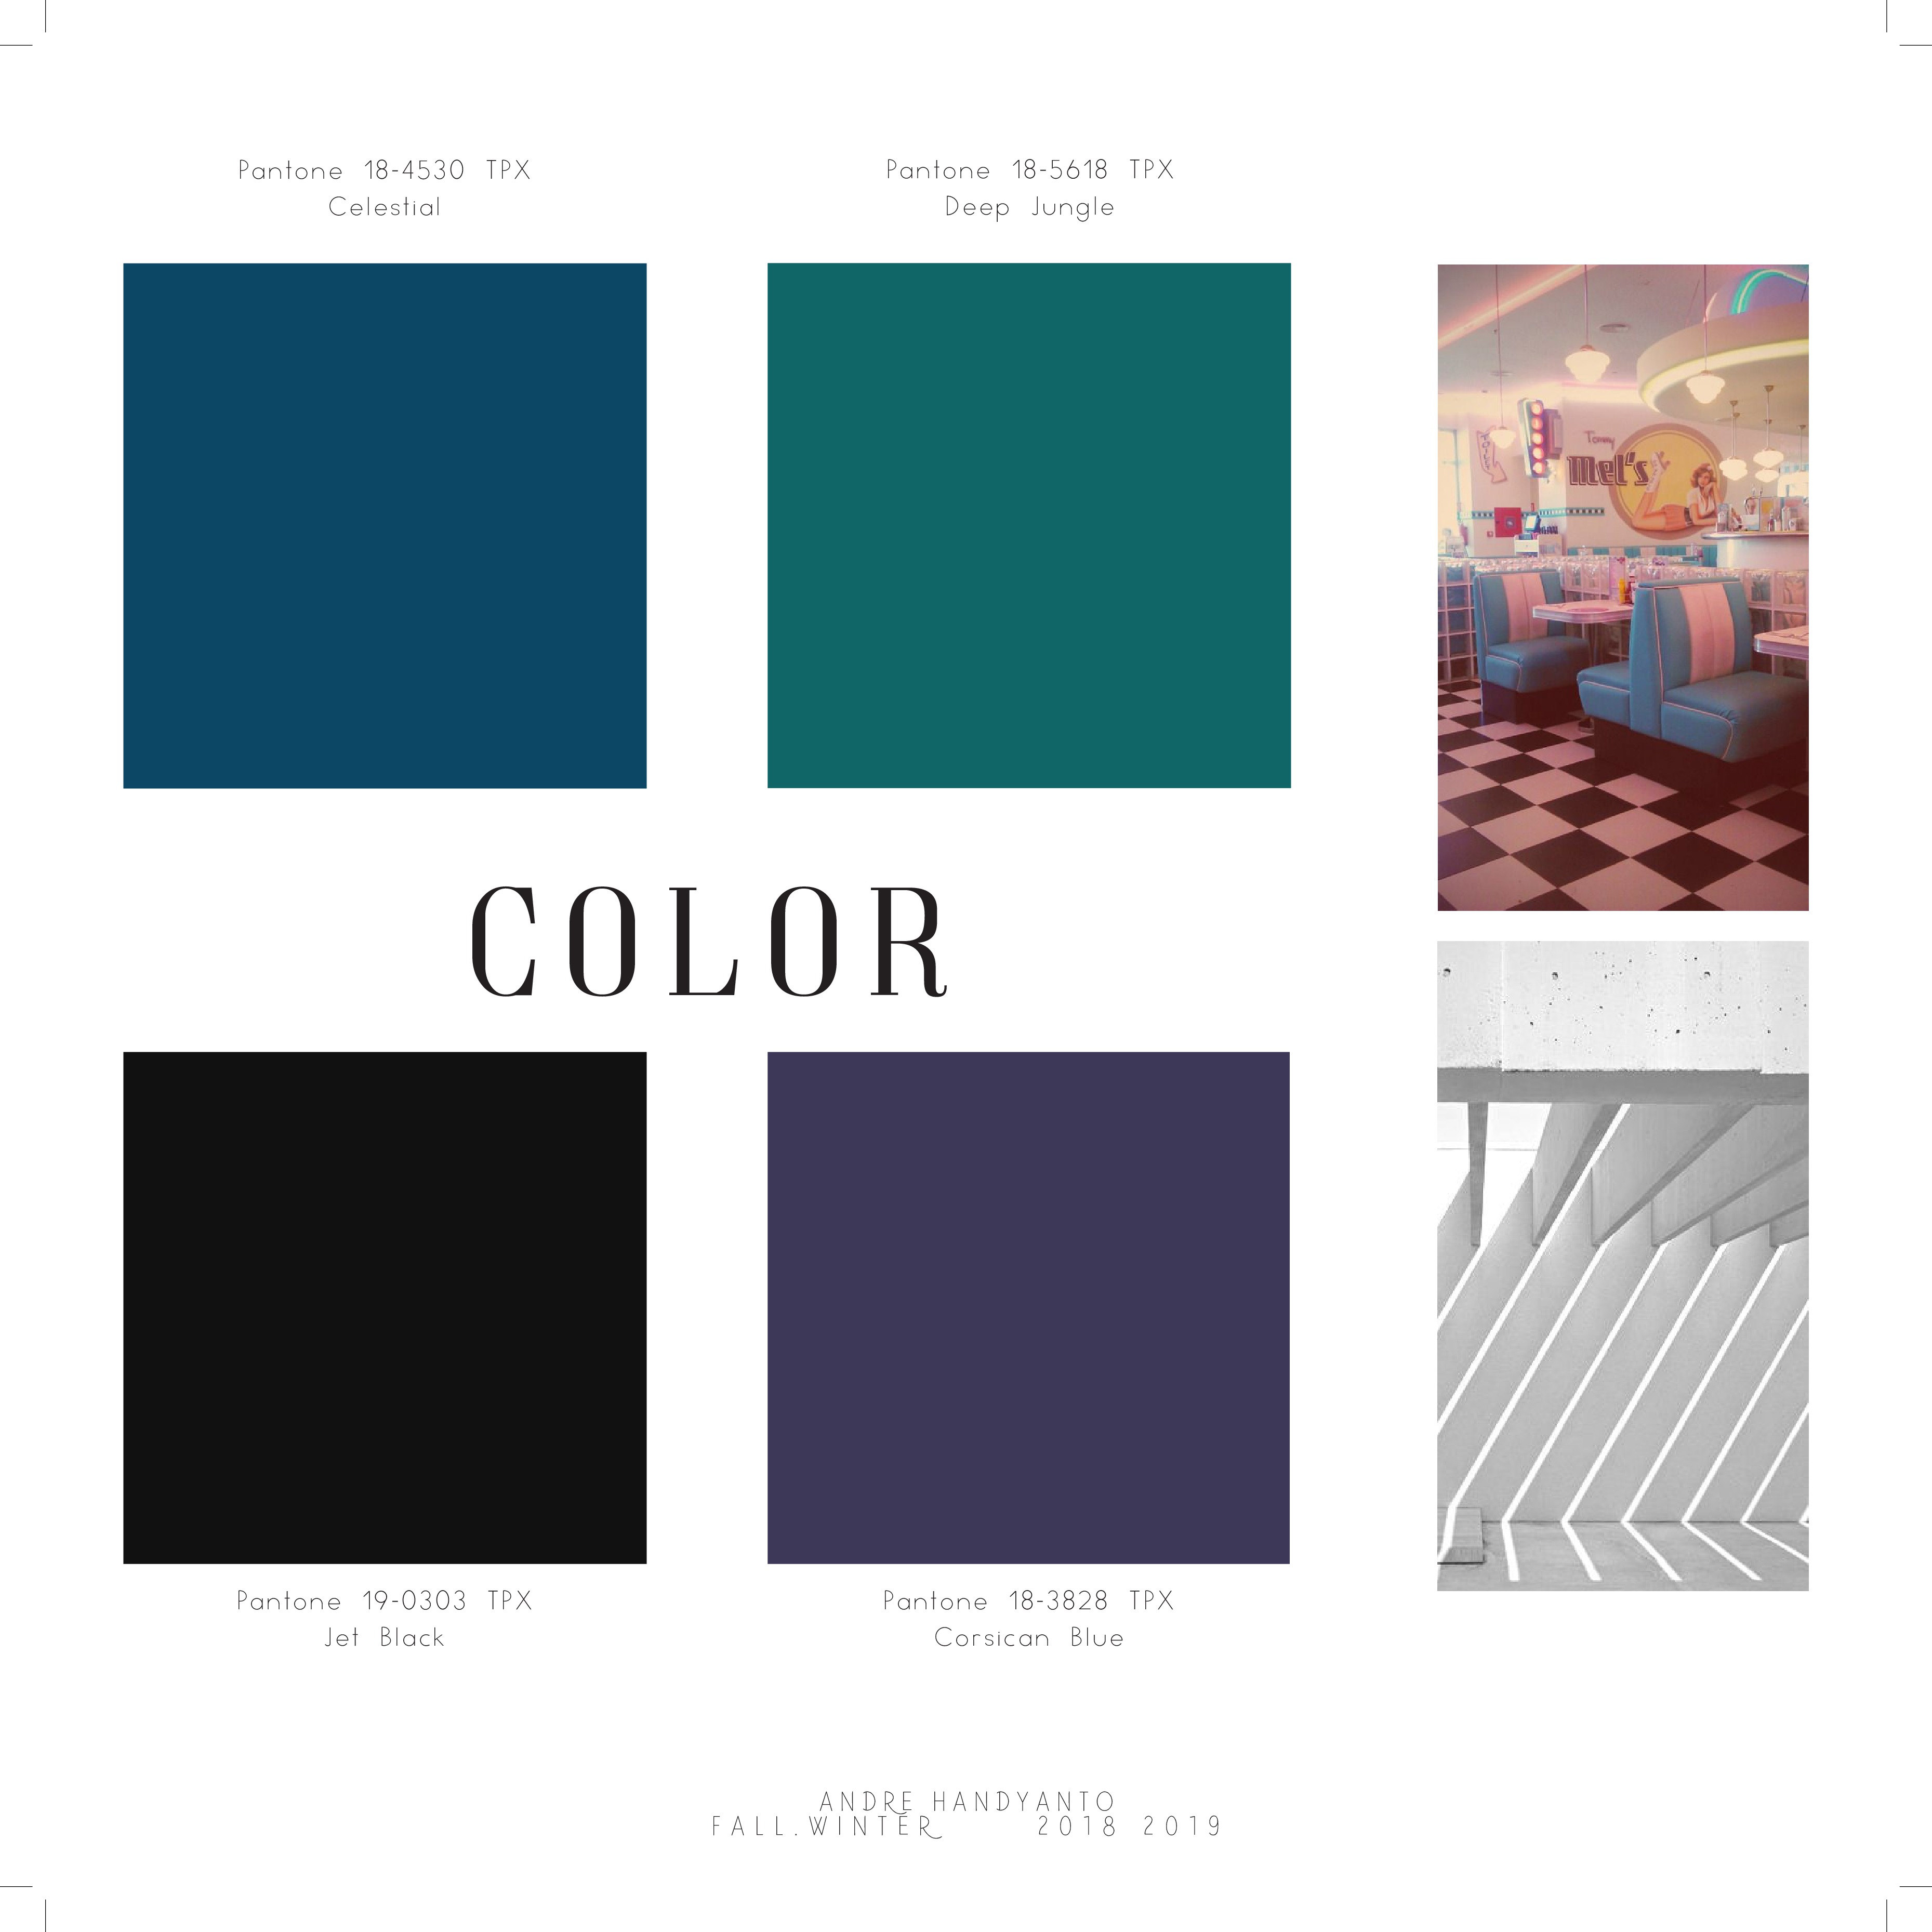 Pantone 18-4530 TPX
Celestial
Pantone 18-5618 TPX
Deep Jungle
Tommy
Mel's
COLOR
Pantone 19-0303 TPX
Jet Black
Pantone 18-3828 TPX
Corsican Blue
ANDRE HANDYANTO
FALL.WINTER 2018 2019